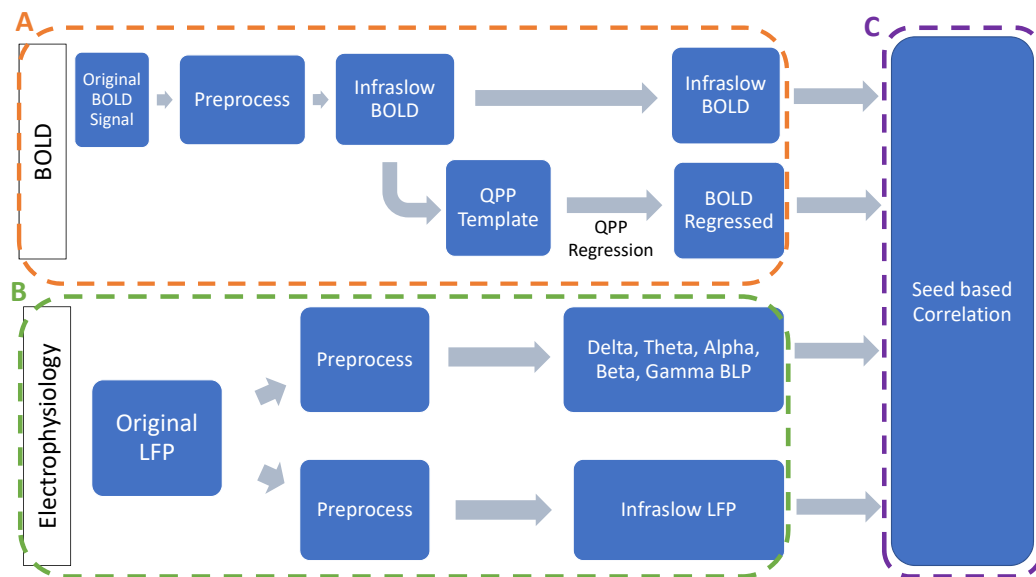 A
C
BOLD
Original
BOLD
Signal
Preprocess
Infraslow
BOLD
Infraslow
BOLD
QPP
Template
QPP
Regression
BOLD
Regressed
Seed based
Correlation
B
Electrophysiology
Original
LFP
Preprocess
Delta, Theta, Alpha,
Beta, Gamma BLP
Preprocess
Infraslow LFP